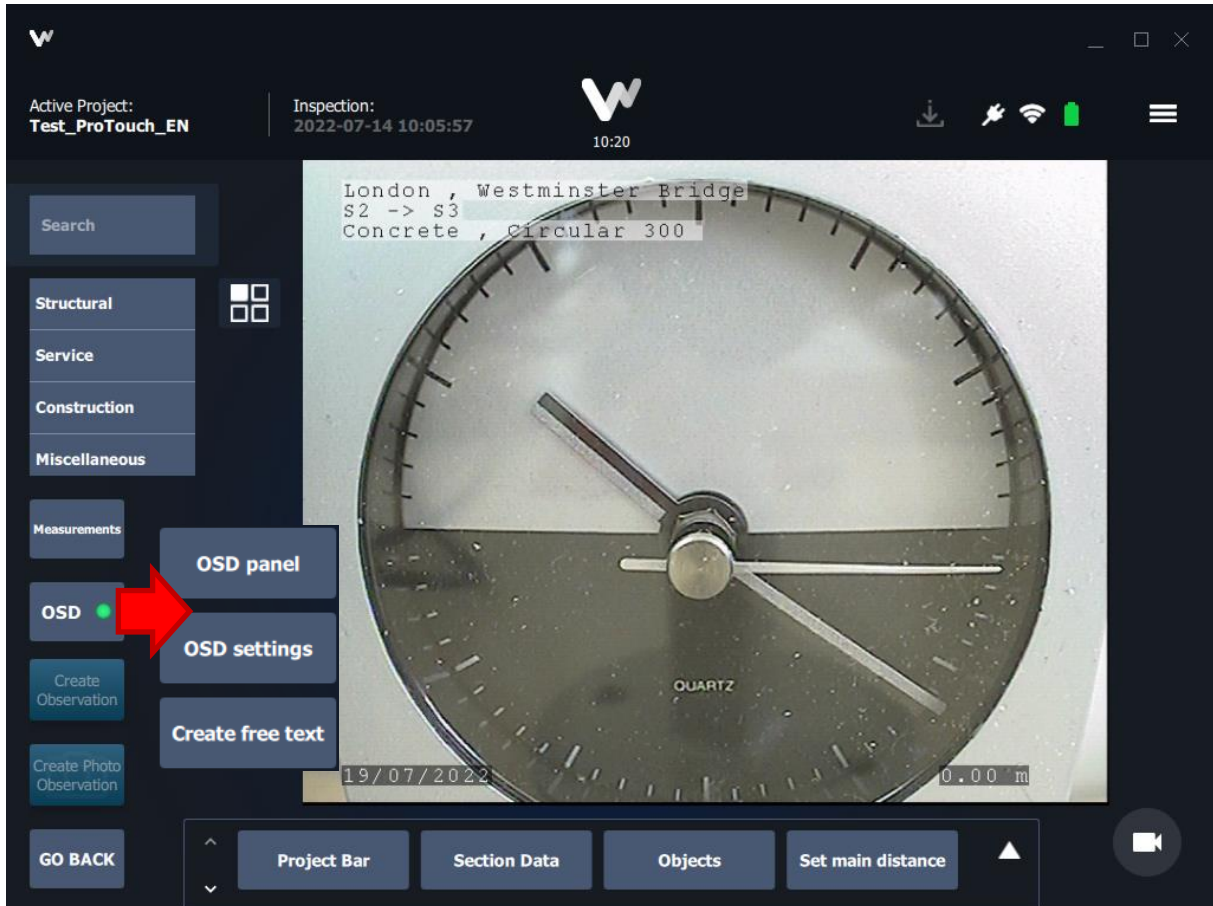 Active Project:
Test_ProTouch_EN
Inspection:
2022-07-14 10:05:57
10:20
Search
Structural
Service
Construction
Miscellaneous
Measurements
OSD
Create
Observation
Create Photo
Observation
GO BACK
OSD panel
OSD settings
Create free text
London , Westminster Bridge
S2 -> S3
Concrete , Circular 300
QUARTZ
19/07/2022
0.00 m
Project Bar
Section Data
Objects
Set main distance